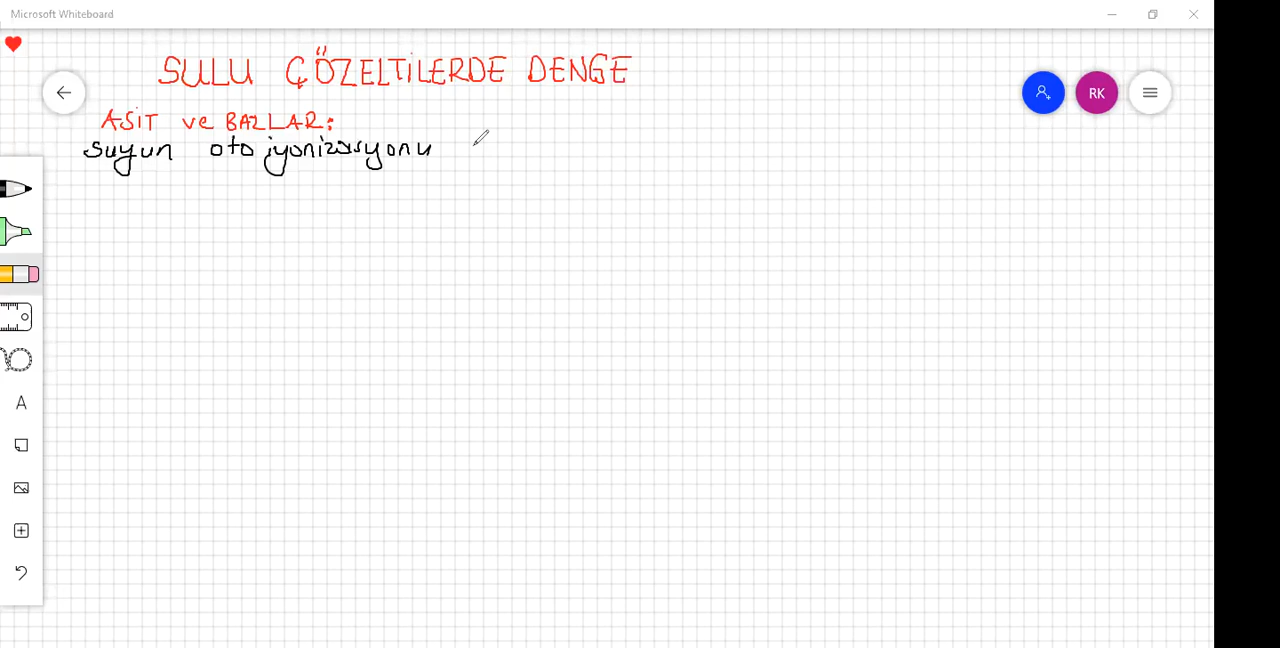 Microsoft Whiteboard
SULU ÇÖZELTİLERDE DENGE
RK
ASİT ve BAZLAR:
suyun oto iyonizasyonu
A